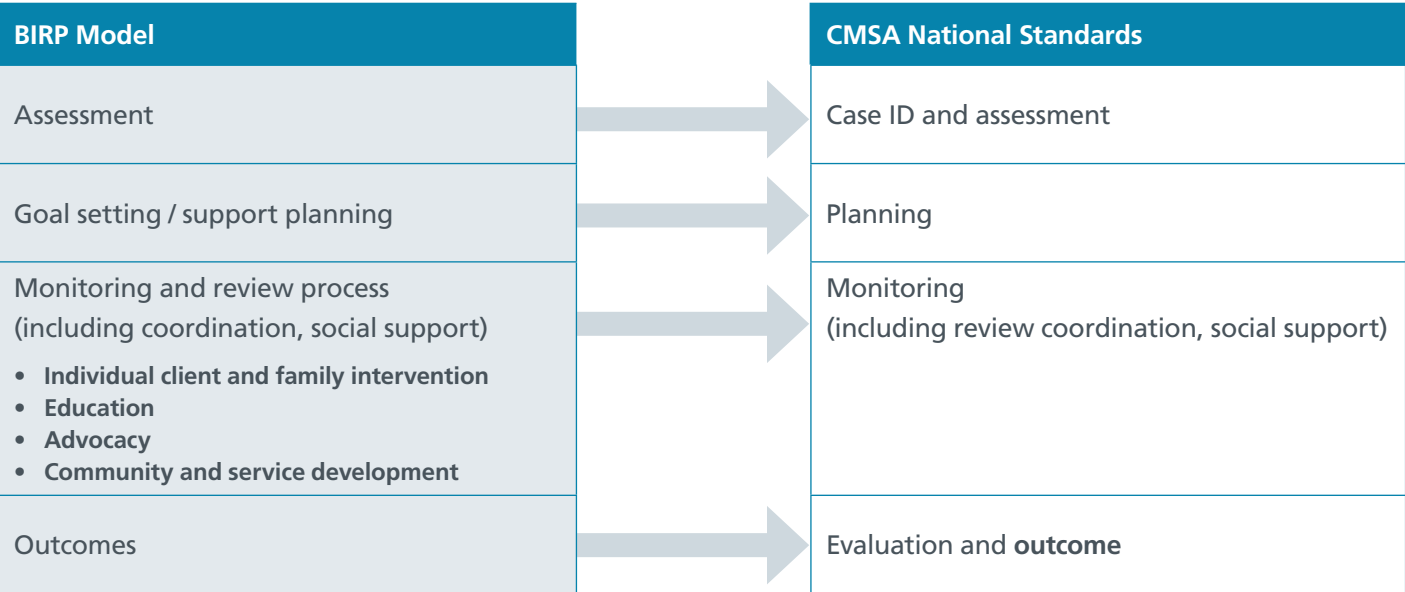 BIRP Model
CMSA National Standards
Assessment
Case ID and assessment
Goal setting / support planning
Planning
Monitoring and review process
(including coordination, social support)
• Individual client and family intervention
• Education
• Advocacy
• Community and service development
Monitoring
(including review coordination, social support)
Outcomes
Evaluation and outcome